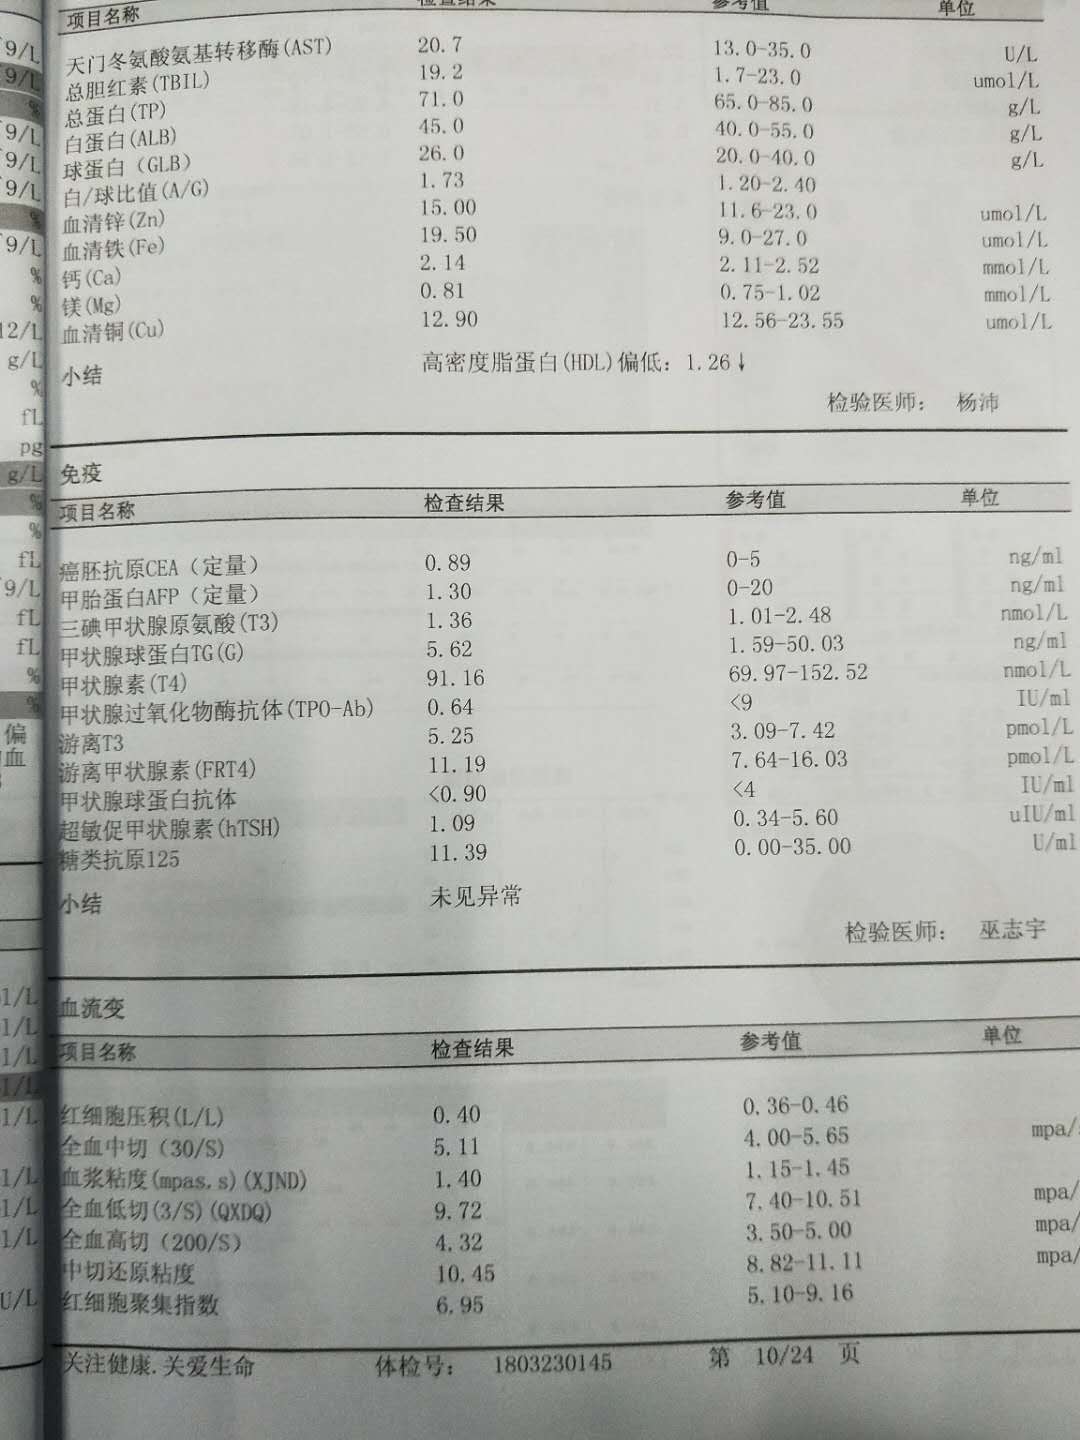 项目名称 检查结果 参考值 单位
天门冬氨酸氨基转移酶(AST) 20.7 13.0-35.0 U/L
总胆红素(TBIL) 19.2 1.7-23.0 umol/L
总蛋白(TP) 71.0 65.0-85.0 g/L
白蛋白(ALB) 45.0 40.0-55.0 g/L
球蛋白（GLB） 26.0 20.0-40.0 g/L
白/球比值(A/G) 1.73 1.20-2.40
血清锌(Zn) 15.00 11.6-23.0 umol/L
血清铁(Fe) 19.50 9.0-27.0 umol/L
钙(Ca) 2.14 2.11-2.52 mmol/L
镁(Mg) 0.81 0.75-1.02 mmol/L
血清铜(Cu) 12.90 12.56-23.55 umol/L
小结 高密度脂蛋白(HDL)偏低：1.26↓
检验医师： 杨沛
免疫
项目名称 检查结果 参考值 单位
癌胚抗原CEA（定量） 0.89 0-5 ng/ml
甲胎蛋白AFP（定量） 1.30 0-20 ng/ml
三碘甲状腺原氨酸(T3) 1.36 1.01-2.48 nmol/L
甲状腺球蛋白TG(G) 5.62 1.59-50.03 ng/ml
甲状腺素(T4) 91.16 69.97-152.52 nmol/L
甲状腺过氧化物酶抗体(TPO-Ab) 0.64 <9 IU/ml
游离T3 5.25 3.09-7.42 pmol/L
游离甲状腺素(FRT4) 11.19 7.64-16.03 pmol/L
甲状腺球蛋白抗体 <0.90 <4 IU/ml
超敏促甲状腺素(hTSH) 1.09 0.34-5.60 uIU/ml
糖类抗原125 11.39 0.00-35.00 U/ml
小结 未见异常
检验医师： 巫志宇
血流变
项目名称 检查结果 参考值 单位
红细胞压积(L/L) 0.40 0.36-0.46
全血中切（30/S） 5.11 4.00-5.65 mpa/
血浆粘度(mpas.s)(XJND) 1.40 1.15-1.45
全血低切(3/S)(QXDQ) 9.72 7.40-10.51 mpa/
全血高切（200/S） 4.32 3.50-5.00 mpa/
中切还原粘度 10.45 8.82-11.11 mpa/
红细胞聚集指数 6.95 5.10-9.16
关注健康.关爱生命 体检号： 1803230145 第 10/24 页